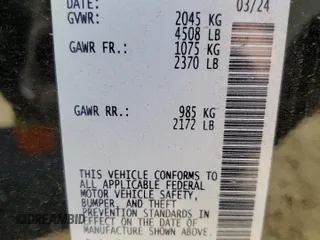 DATE: 03/24
GVWR: 2045 KG
4508 LB
GAWR FR.: 1075 KG
2370 LB
GAWR RR.: 985 KG
2172 LB
THIS VEHICLE CONFORMS TO
ALL APPLICABLE FEDERAL
MOTOR VEHICLE SAFETY,
BUMPER, AND THEFT
PREVENTION STANDARDS IN
EFFECT ON THE DATE OF
MANUFACTURE SHOWN ABOVE.
DREAMBID